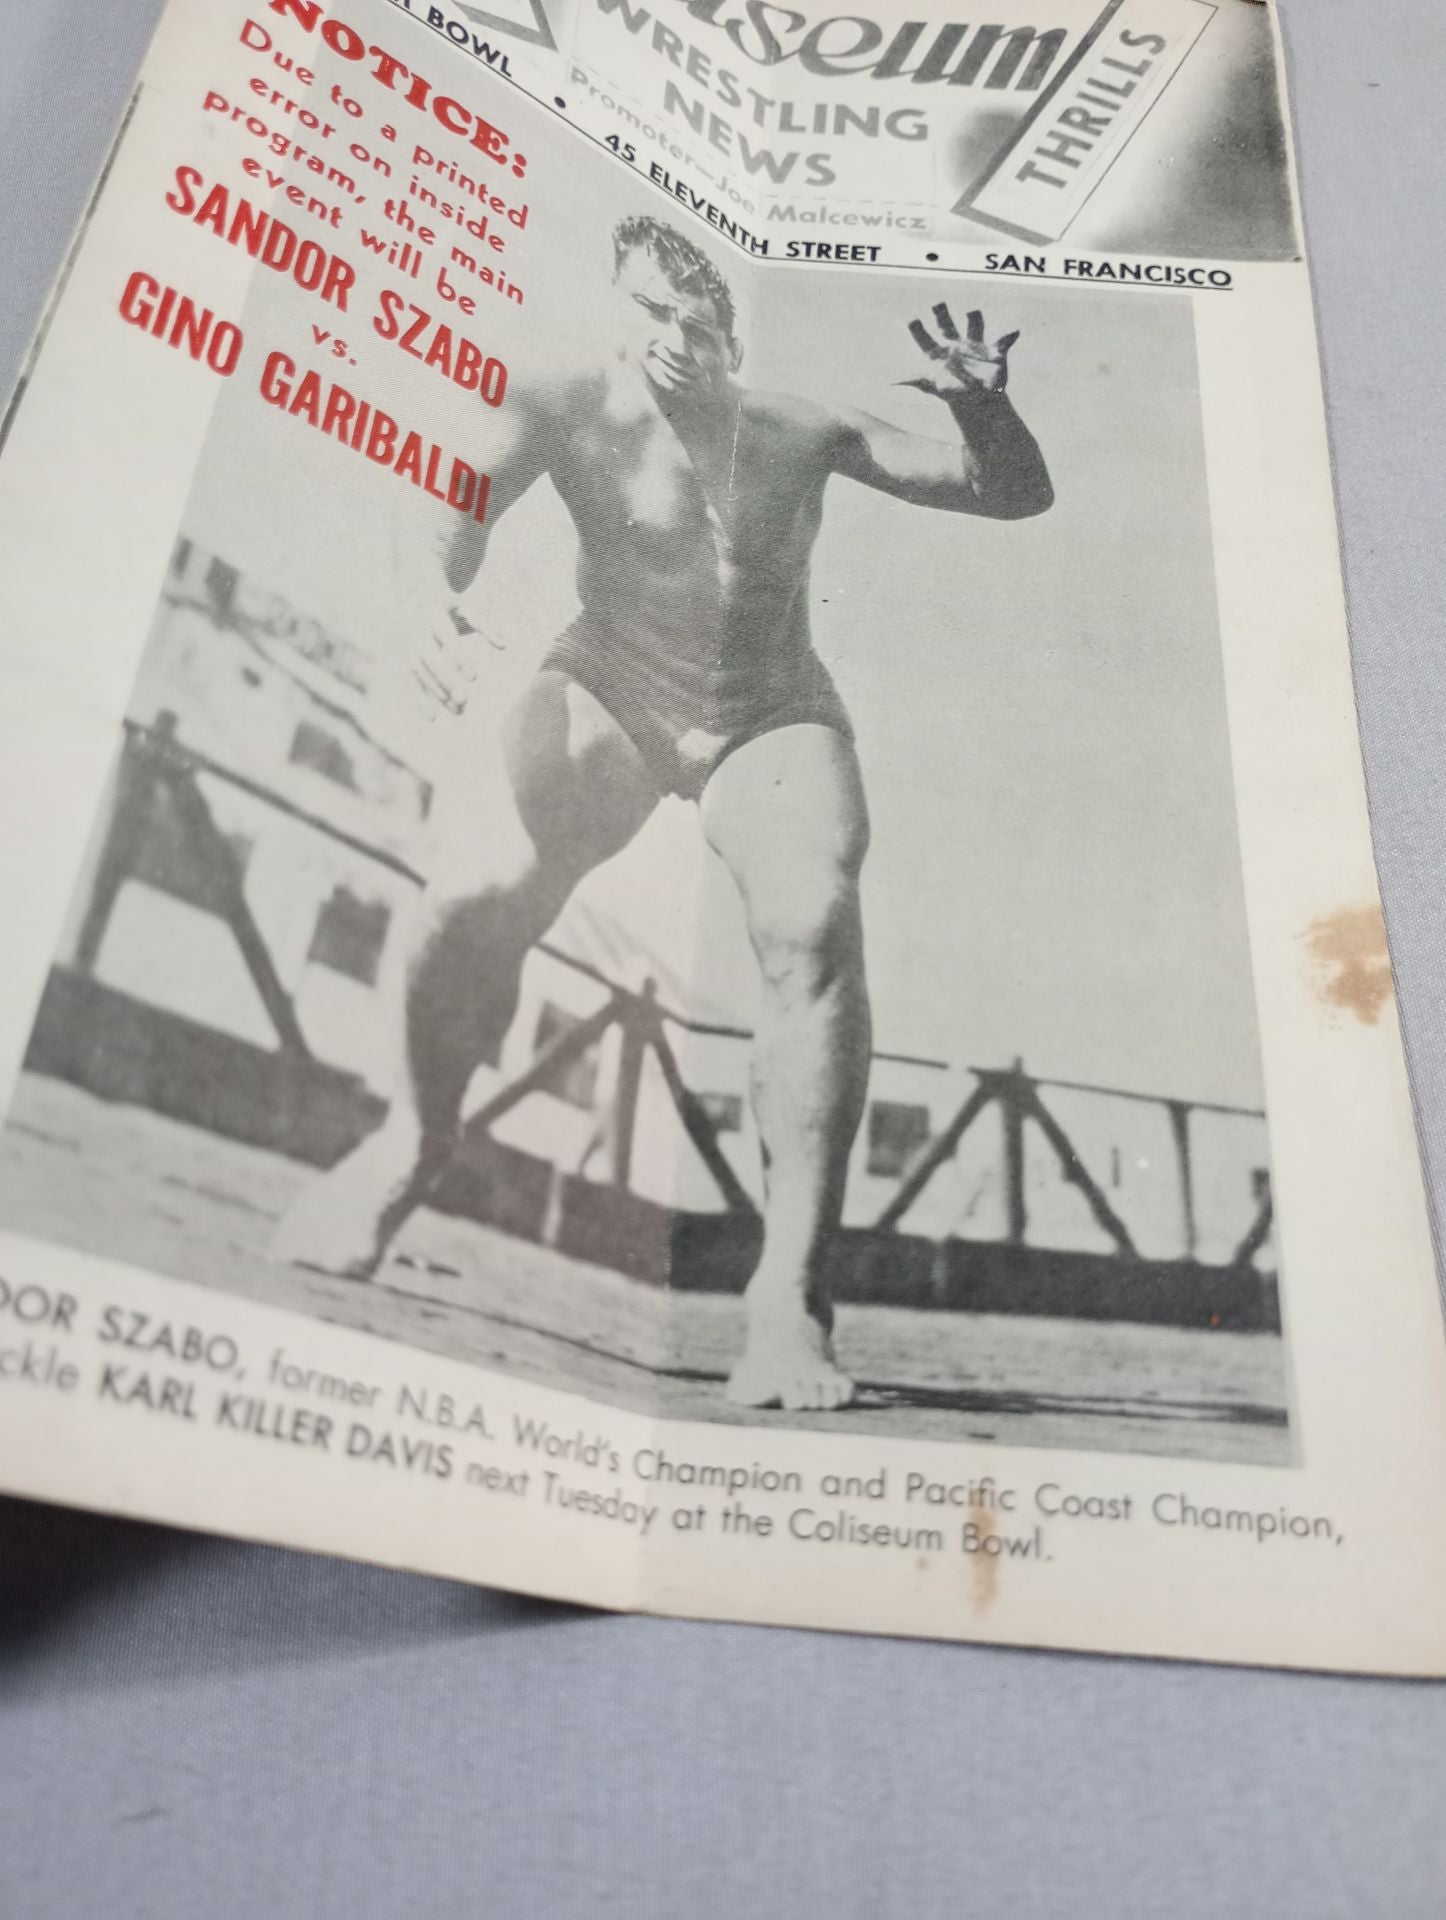 WRESTLING
NEWS
Promoter—Joe Malcewicz
THRILLS
BOWL • 45 ELEVENTH STREET • SAN FRANCISCO
NOTICE:
Due to a printed
error on inside
program, the main
event will be
SANDOR SZABO
vs.
GINO GARIBALDI
SZABO, former N.B.A. World's Champion and Pacific Coast Champion,
KARL KILLER DAVIS next Tuesday at the Coliseum Bowl.